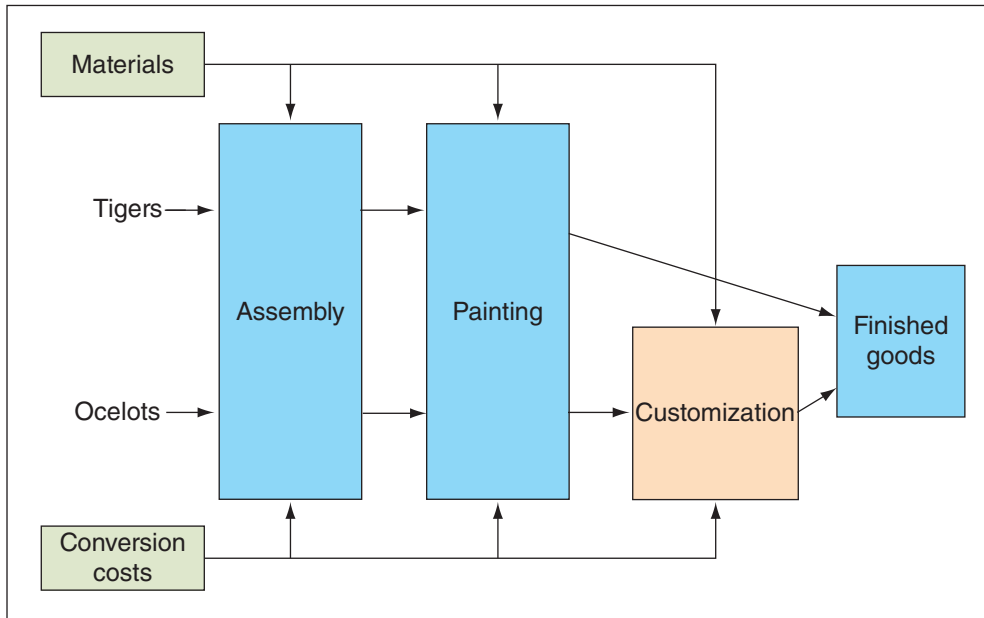 Materials
Tigers
Assembly
Painting
Finished
goods
Ocelots
Customization
Conversion
costs